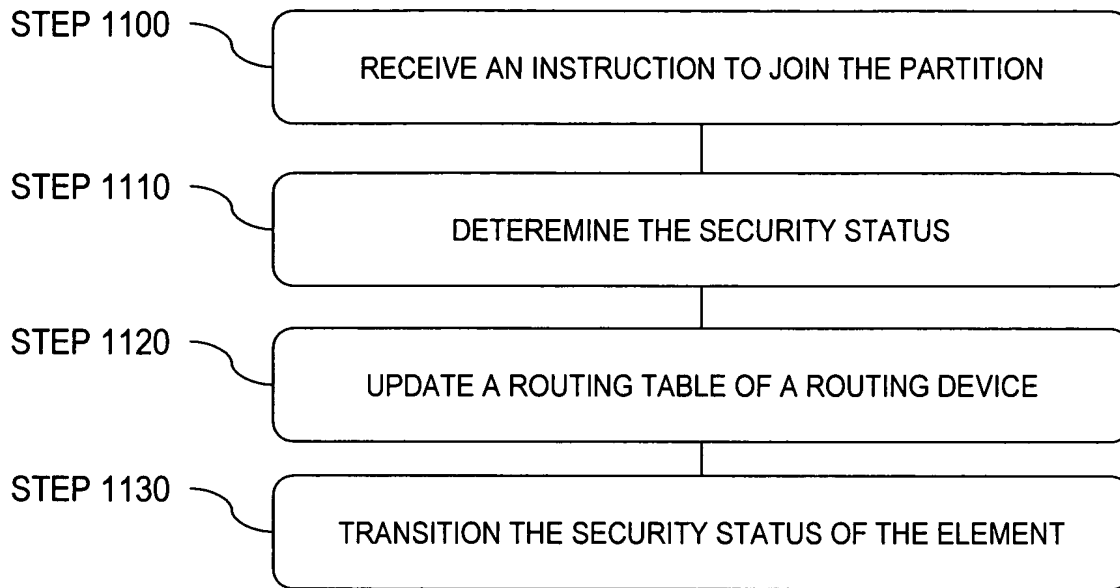 STEP 1100
RECEIVE AN INSTRUCTION TO JOIN THE PARTITION
STEP 1110
DETEREMINE THE SECURITY STATUS
STEP 1120
UPDATE A ROUTING TABLE OF A ROUTING DEVICE
STEP 1130
TRANSITION THE SECURITY STATUS OF THE ELEMENT